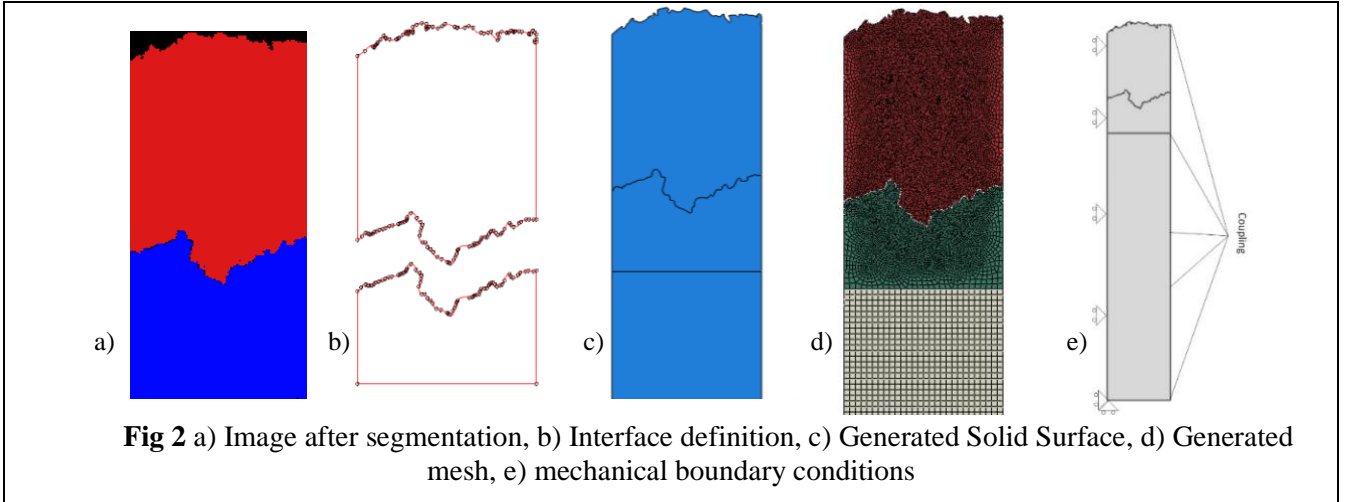 a)
b)
c)
d)
e)
Coupling
Fig 2 a) Image after segmentation, b) Interface definition, c) Generated Solid Surface, d) Generated
mesh, e) mechanical boundary conditions